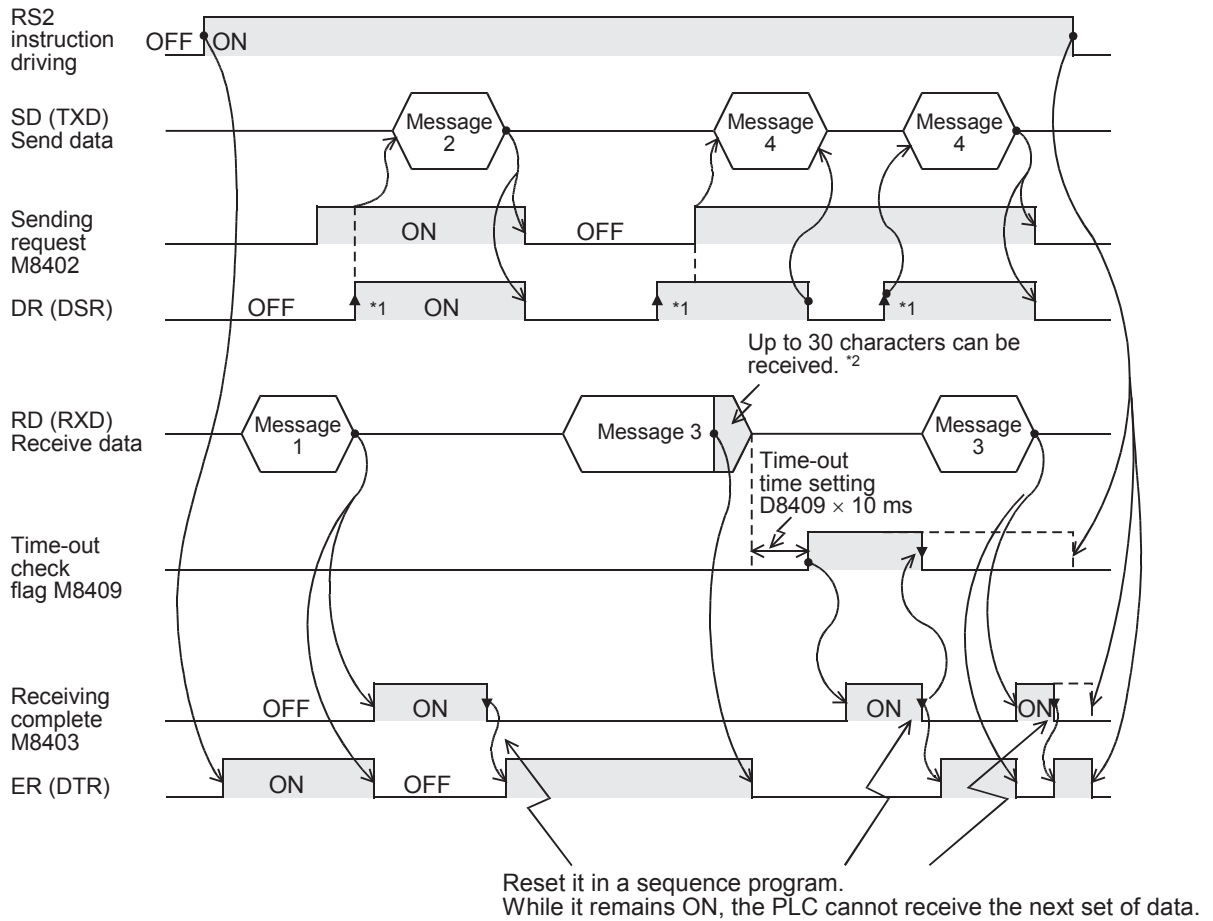 RS2
instruction
driving
OFF
ON
SD (TXD)
Send data
Message
2
Message
4
Message
4
Sending
request
M8402
ON
OFF
DR (DSR)
OFF
*1
ON
*1
*1
Up to 30 characters can be
received. *2
RD (RXD)
Receive data
Message
1
Message 3
Message
3
Time-out
time setting
D8409 × 10 ms
Time-out
check
flag M8409
Receiving
complete
M8403
OFF
ON
ON
ON
ER (DTR)
ON
OFF
Reset it in a sequence program.
While it remains ON, the PLC cannot receive the next set of data.